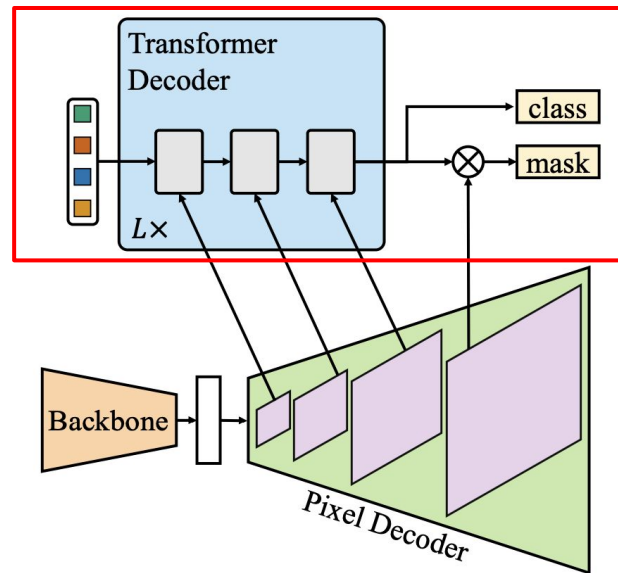 Transformer
Decoder
class
mask
L×
Backbone
Pixel Decoder